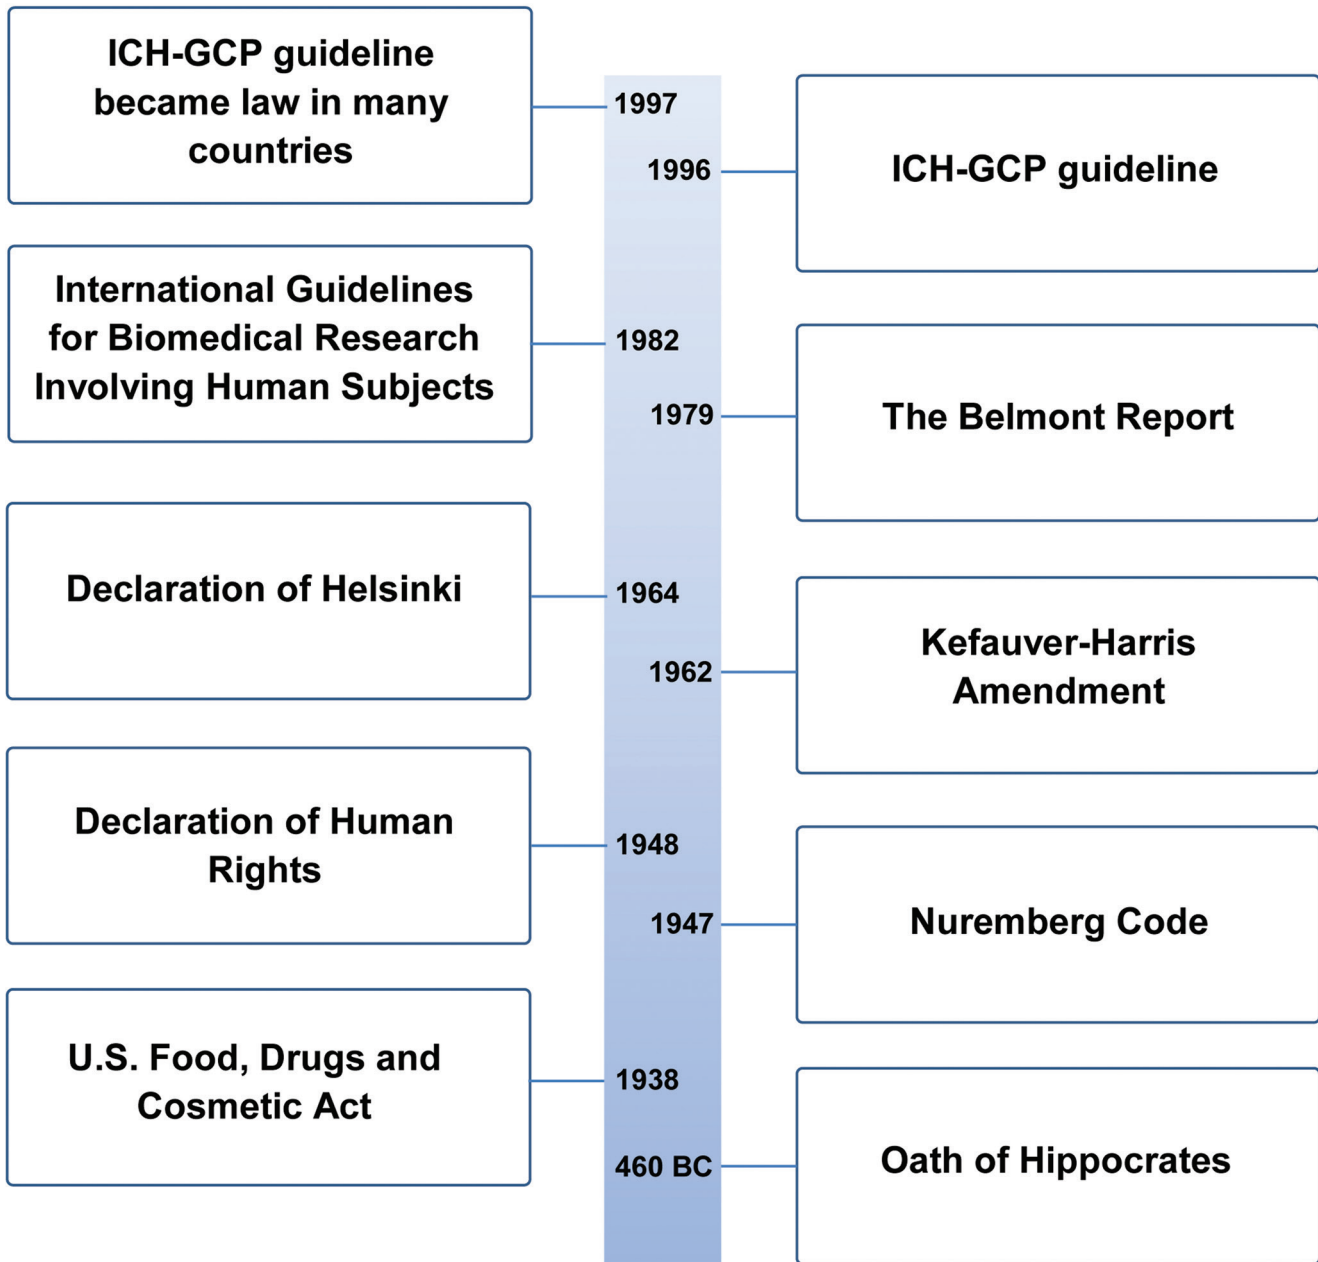 ICH-GCP guideline
became law in many
countries
1997
1996
ICH-GCP guideline
International Guidelines
for Biomedical Research
Involving Human Subjects
1982
1979
The Belmont Report
Declaration of Helsinki
1964
1962
Kefauver-Harris
Amendment
Declaration of Human
Rights
1948
1947
Nuremberg Code
U.S. Food, Drugs and
Cosmetic Act
1938
460 BC
Oath of Hippocrates